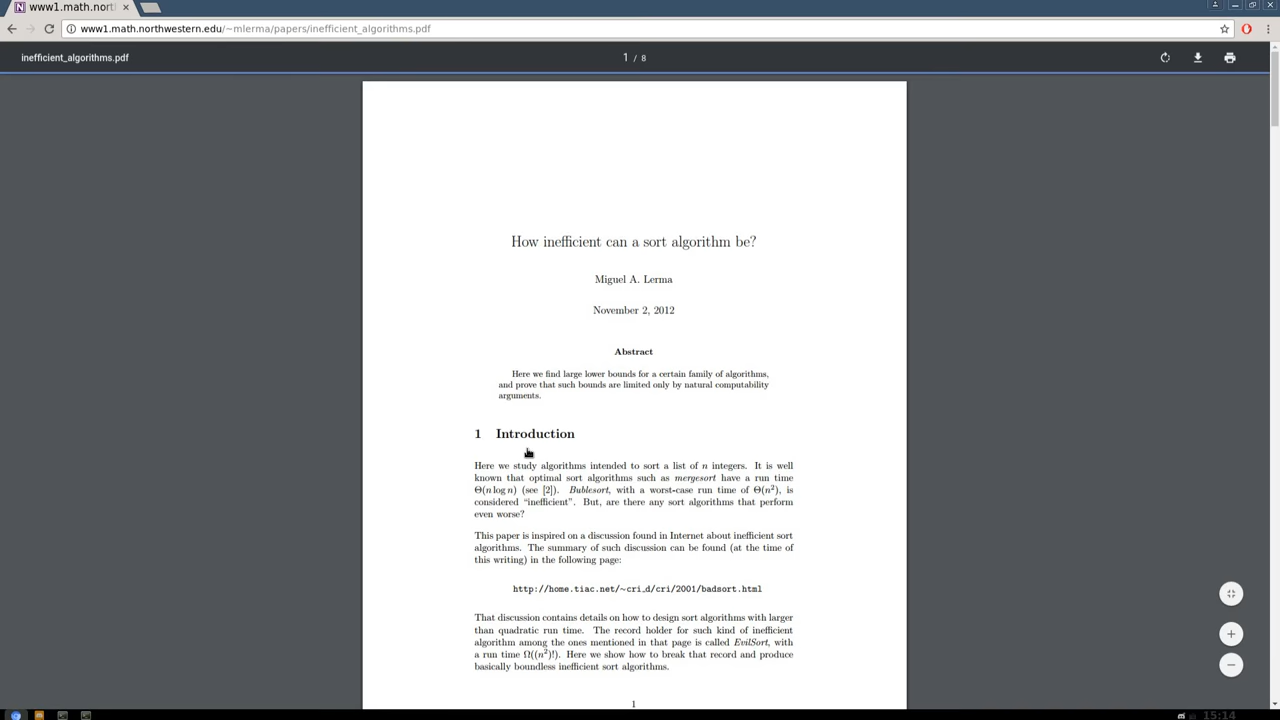 www1.math.nort
www1.math.northwestern.edu/~mlerma/papers/inefficient_algorithms.pdf
inefficient_algorithms.pdf
1 / 8
How inefficient can a sort algorithm be?
Miguel A. Lerma
November 2, 2012
Abstract
Here we find large lower bounds for a certain family of algorithms,
and prove that such bounds are limited only by natural computability
arguments.
1 Introduction
Here we study algorithms intended to sort a list of n integers. It is well
known that optimal sort algorithms such as mergesort have a run time
Θ(n log n) (see [2]). Bublesort, with a worst-case run time of Θ(n²), is
considered “inefficient”. But, are there any sort algorithms that perform
even worse?
This paper is inspired on a discussion found in Internet about inefficient sort
algorithms. The summary of such discussion can be found (at the time of
this writing) in the following page:
http://home.tiac.net/~cri_d/cri/2001/badsort.html
That discussion contains details on how to design sort algorithms with larger
than quadratic run time. The record holder for such kind of inefficient
algorithm among the ones mentioned in that page is called EvilSort, with
a run time Ω((n²)!). Here we show how to break that record and produce
basically boundless inefficient sort algorithms.
1
15:14